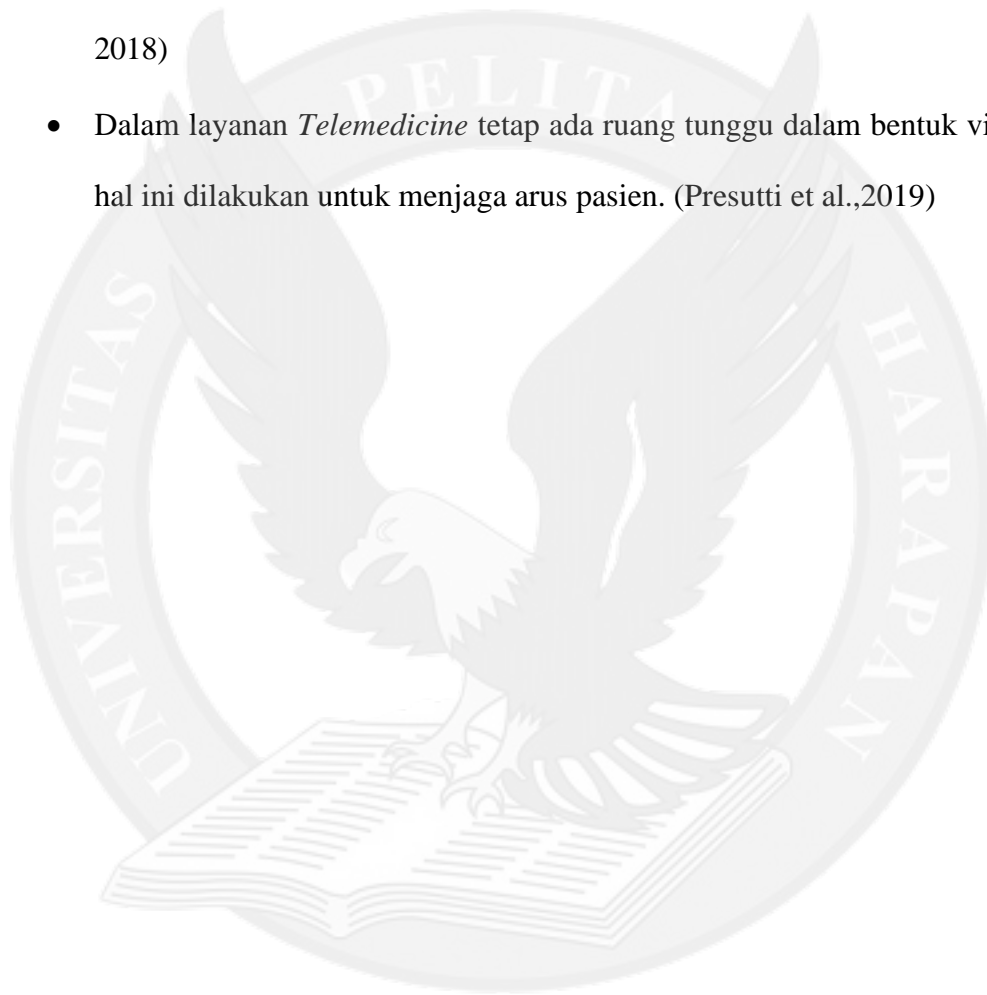 2018)
• Dalam layanan Telemedicine tetap ada ruang tunggu dalam bentuk vi
hal ini dilakukan untuk menjaga arus pasien. (Presutti et al.,2019)
UNIVERSITAS PELITA HARAPAN